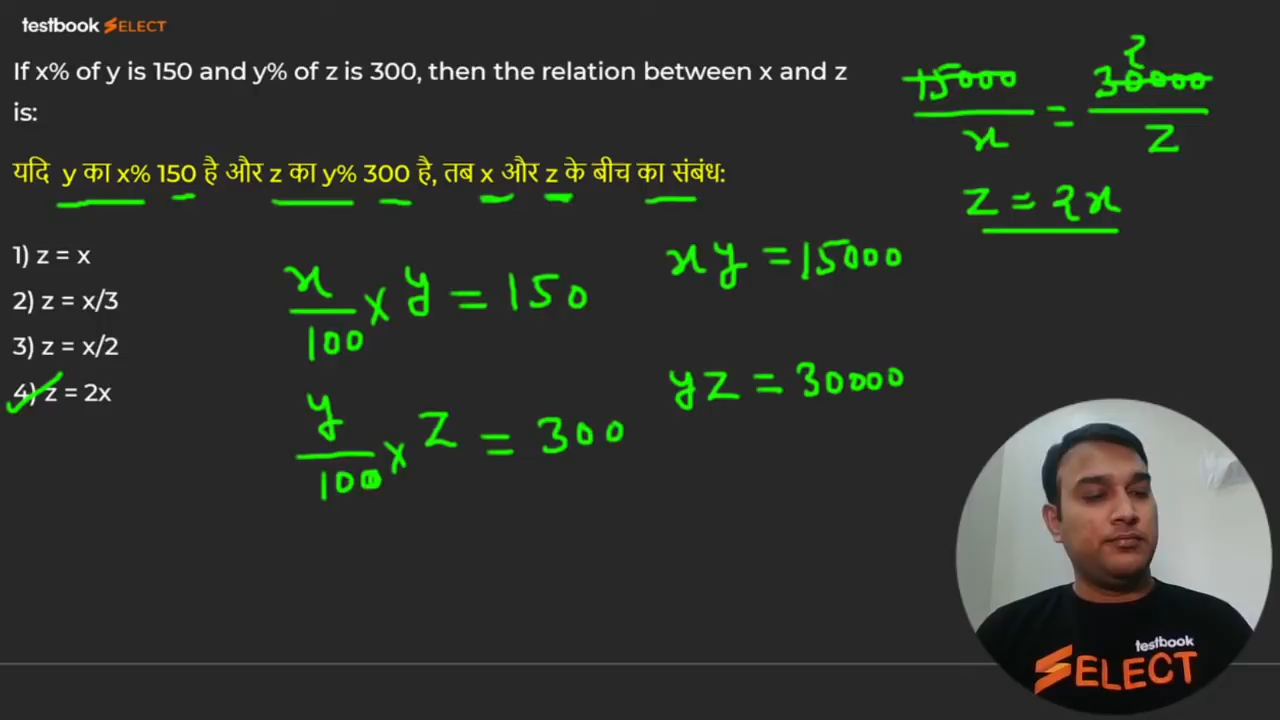 testbook SELECT
If x% of y is 150 and y% of z is 300, then the relation between x and z
is:
यदि y का x% 150 है और z का y% 300 है, तब x और z के बीच का संबंध:
1) z = x
2) z = x/3
3) z = x/2
4) z = 2x
x/100 × y = 150
y/100 × z = 300
xy = 15000
yz = 30000
15000/x = 30000/z
2
z = 2x
testbook
SELECT